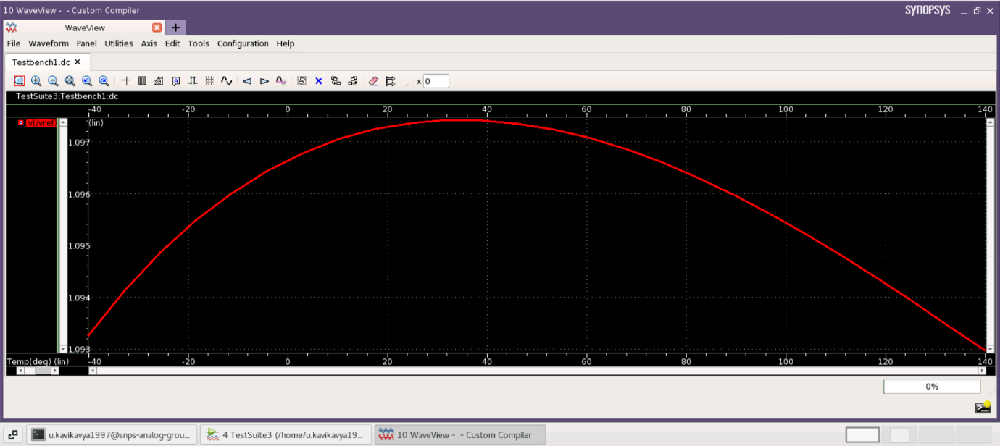 10 WaveView - - Custom Compiler
SYNOPSYS
WaveView
File Waveform Panel Utilities Axis Edit Tools Configuration Help
Testbench1:dc
x 0
TestSuite3:Testbench1:dc
-40 -20 0 20 40 60 80 100 120 140
v(/vref)
(lin)
1.097
1.096
1.095
1.094
1.093
Temp(deg) (lin) -40 -20 0 20 40 60 80 100 120 140
0%
u.kavikavya1997@snps-analog-grou...
4 TestSuite3 (/home/u.kavikavya19...
10 WaveView - - Custom Compiler